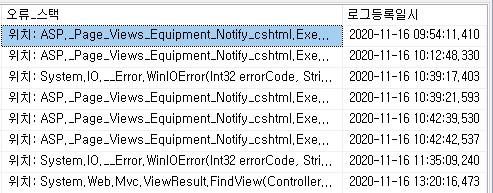 오류_스택 로그등록일시
위치: ASP,_Page_Views_Equipment_Notify_cshtml,Exe,,, 2020-11-16 09:54:11,410
위치: ASP,_Page_Views_Equipment_Notify_cshtml,Exe,,, 2020-11-16 10:12:48,330
위치: System,IO,__Error,WinIOError(Int32 errorCode, Stri,,, 2020-11-16 10:39:17,403
위치: ASP,_Page_Views_Equipment_Notify_cshtml,Exe,,, 2020-11-16 10:39:21,593
위치: ASP,_Page_Views_Equipment_Notify_cshtml,Exe,,, 2020-11-16 10:42:39,530
위치: ASP,_Page_Views_Equipment_Notify_cshtml,Exe,,, 2020-11-16 10:42:42,537
위치: System,IO,__Error,WinIOError(Int32 errorCode, Stri,,, 2020-11-16 11:35:09,240
위치: System,Web,Mvc,ViewResult,FindView(Controller,,, 2020-11-16 13:20:16,473